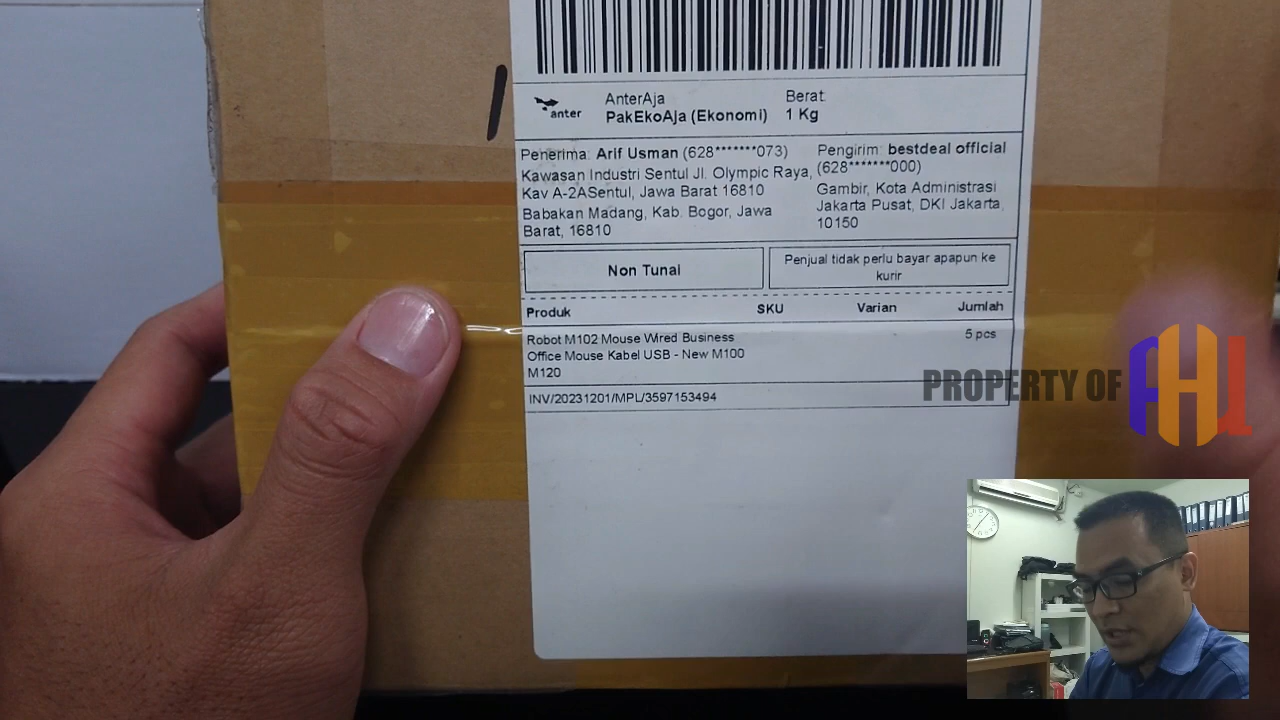 anter
AnterAja
PakEkoAja (Ekonomi)
Berat:
1 Kg
Penerima: Arif Usman (628*******073)
Kawasan Industri Sentul Jl. Olympic Raya,
Kav A-2ASentul, Jawa Barat 16810
Babakan Madang, Kab. Bogor, Jawa
Barat, 16810
Pengirim: bestdeal official
(628*******000)
Gambir, Kota Administrasi
Jakarta Pusat, DKI Jakarta,
10150
Non Tunai
Penjual tidak perlu bayar apapun ke
kurir
Produk SKU Varian Jumlah
Robot M102 Mouse Wired Business
Office Mouse Kabel USB - New M100
M120
5 pcs
INV/20231201/MPL/3597153494
PROPERTY OF AHU